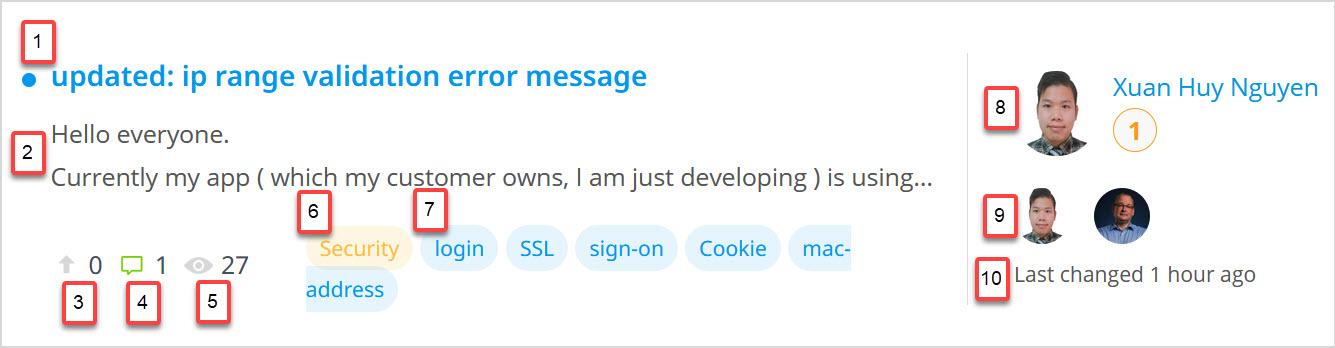 1
updated: ip range validation error message
2
Hello everyone.
Currently my app ( which my customer owns, I am just developing ) is using...
6
7
Security login SSL sign-on Cookie mac-
address
0 1 27
3 4 5
8
Xuan Huy Nguyen
1
9
10
Last changed 1 hour ago